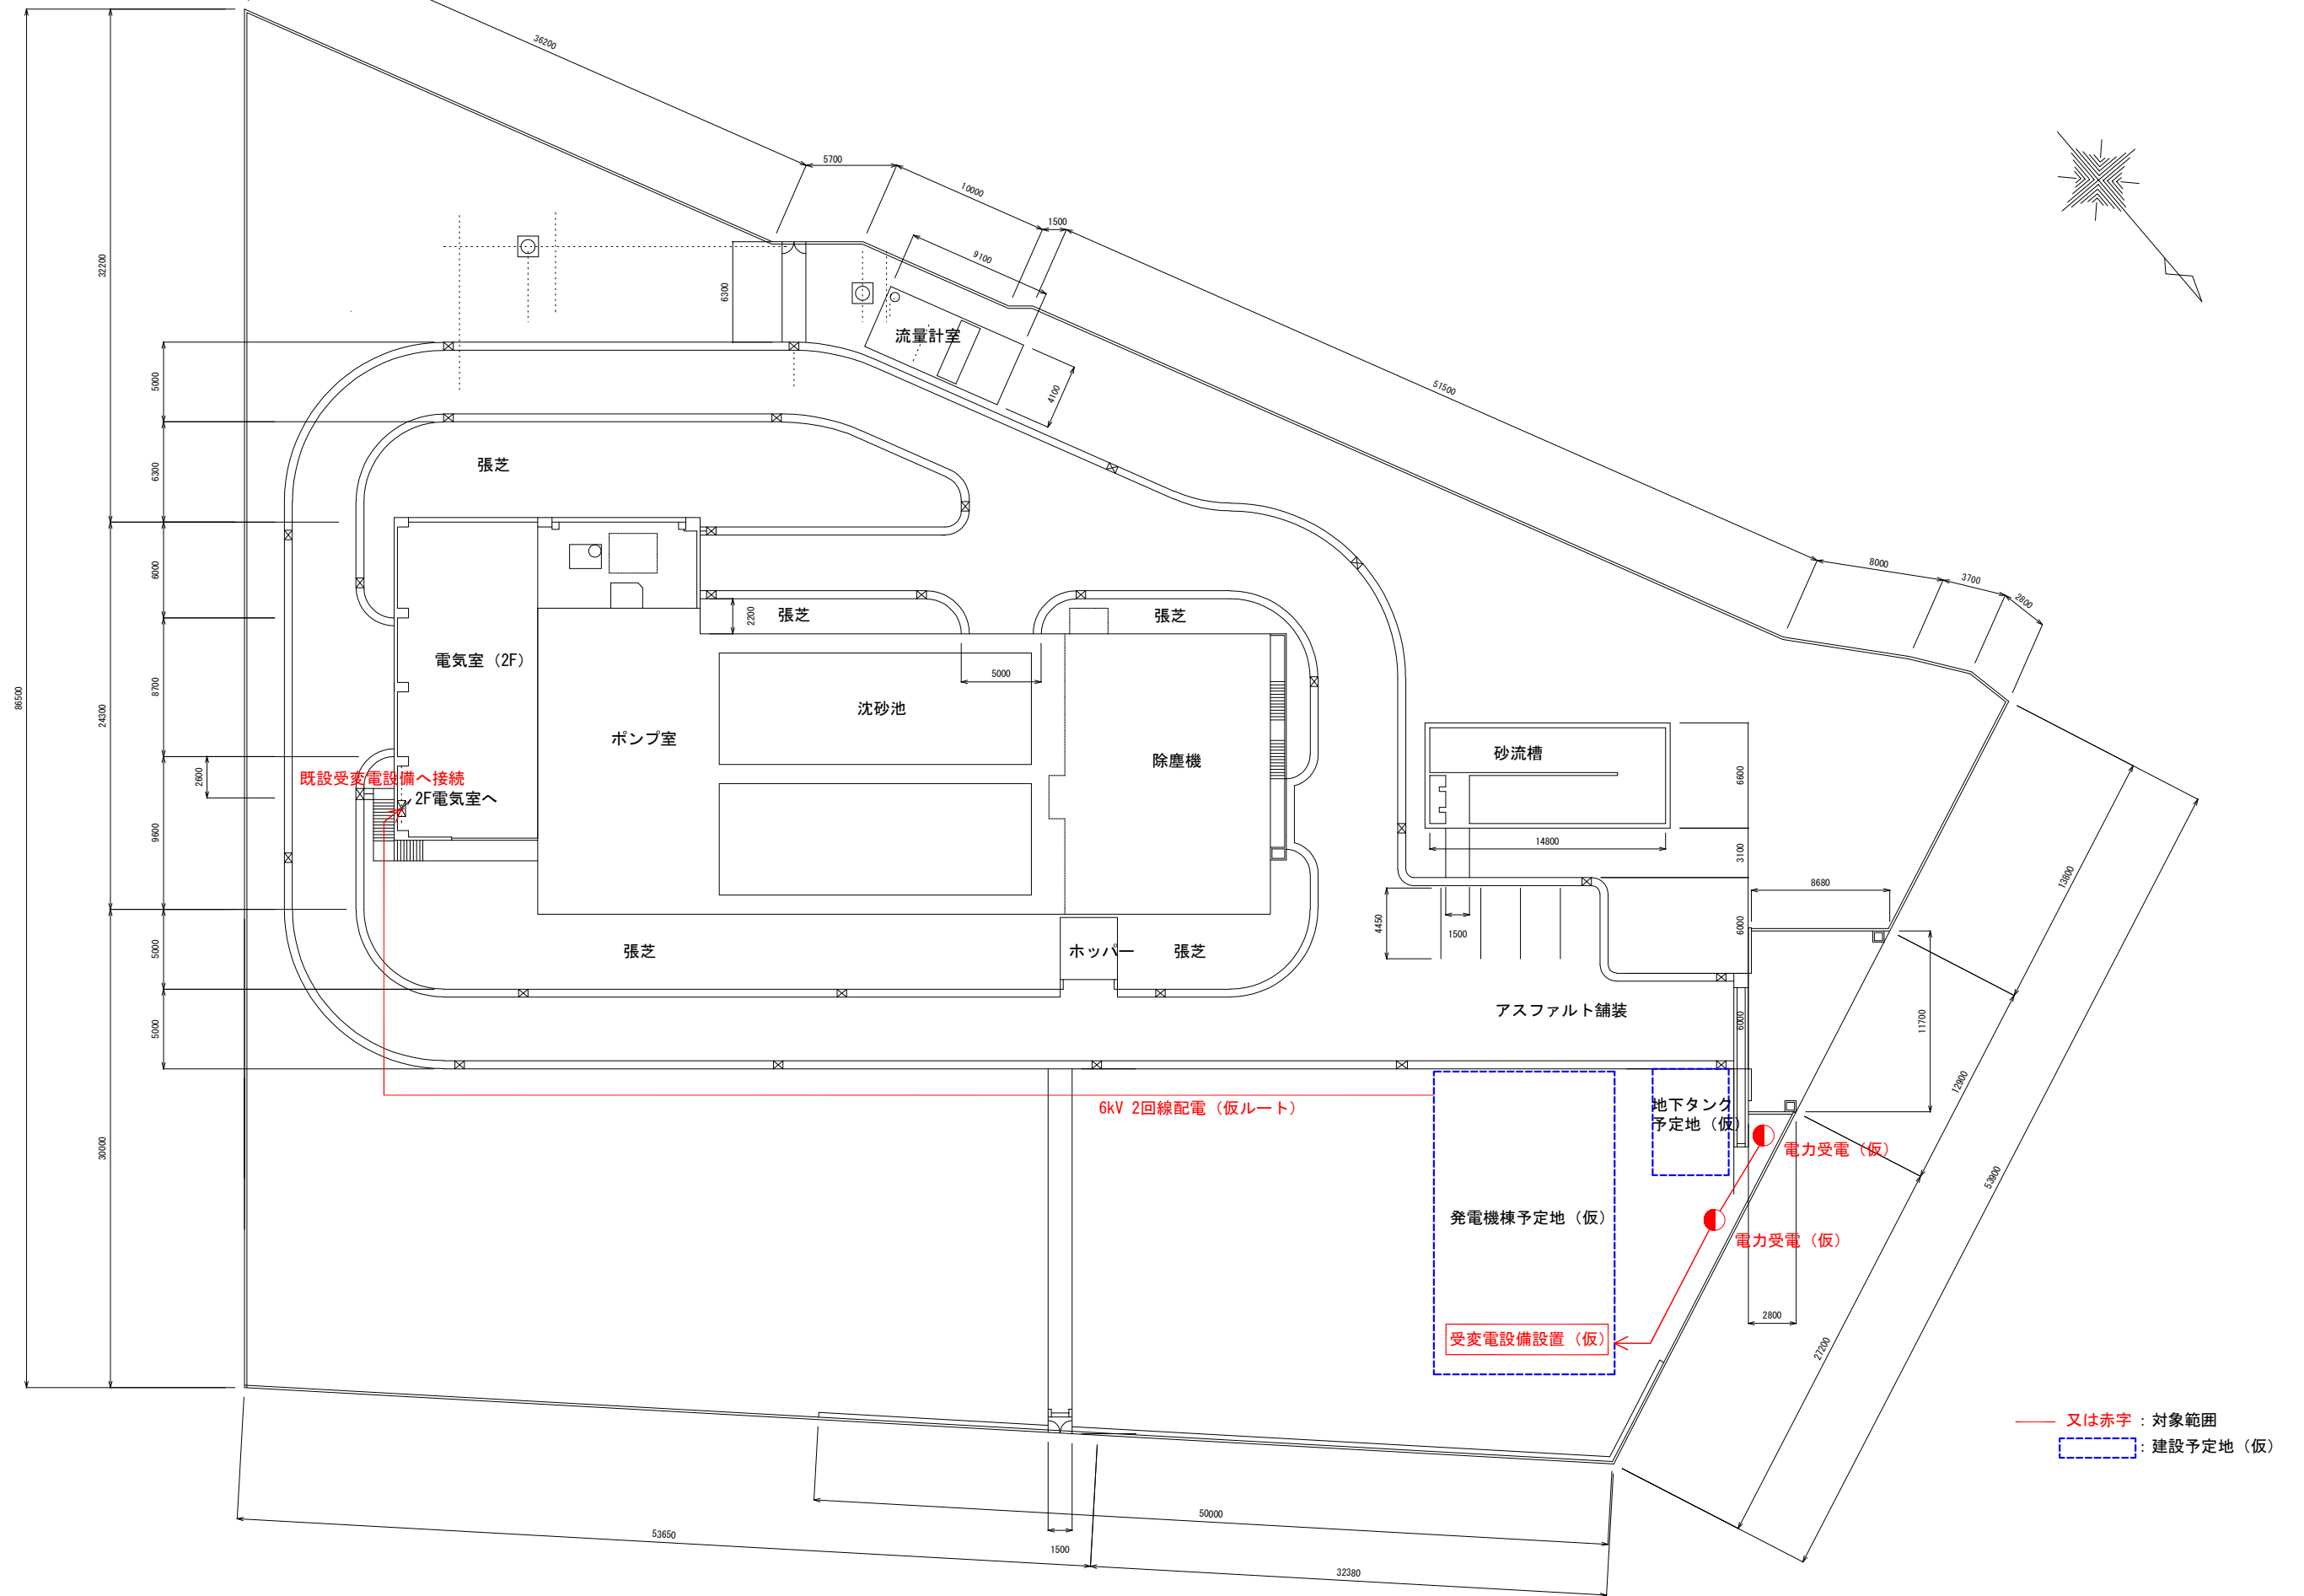 36200
5700
10000
1500
9100
6300
流量計室
4100
51500
8000
3700
2800
86500
32200
24300
30000
5000
6300
6000
8700
9600
2600
5000
5000
張芝
電気室（2F）
2200
張芝
張芝
5000
沈砂池
ポンプ室
除塵機
既設受変電設備へ接続
2F電気室へ
砂流槽
14800
6600
3100
6000
8680
4450
1500
張芝
ホッパー
張芝
アスファルト舗装
6000
11700
13800
12900
53900
27200
6kV 2回線配電（仮ルート）
地下タンク
予定地（仮）
電力受電（仮）
発電機棟予定地（仮）
電力受電（仮）
受変電設備設置（仮）
2800
又は赤字 : 対象範囲
: 建設予定地（仮）
50000
53650
1500
32380